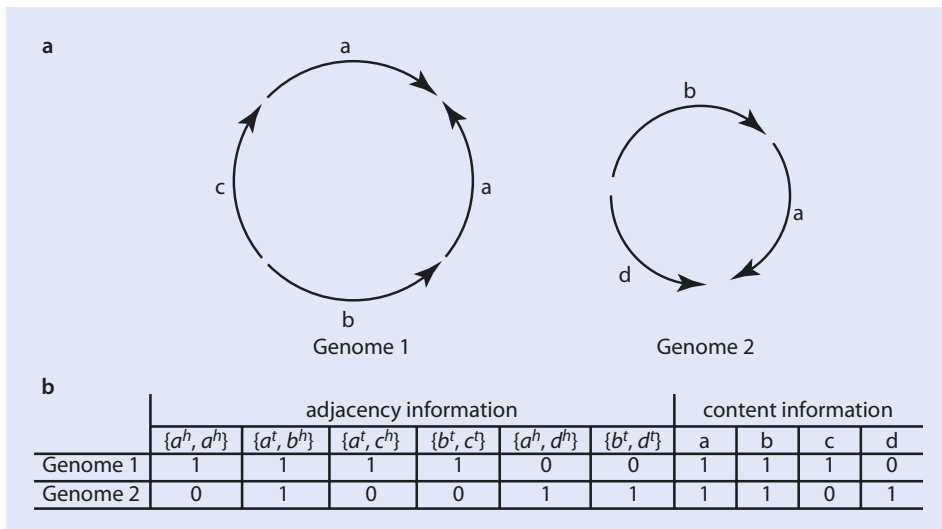 a
a
b
c
a
a
d
b
Genome 1
Genome 2
b
adjacency information content information
{a^h, a^h} {a^t, b^h} {a^t, c^h} {b^t, c^t} {a^h, d^h} {b^t, d^t} a b c d
Genome 1 1 1 1 1 0 0 1 1 1 0
Genome 2 0 1 0 0 1 1 1 1 0 1